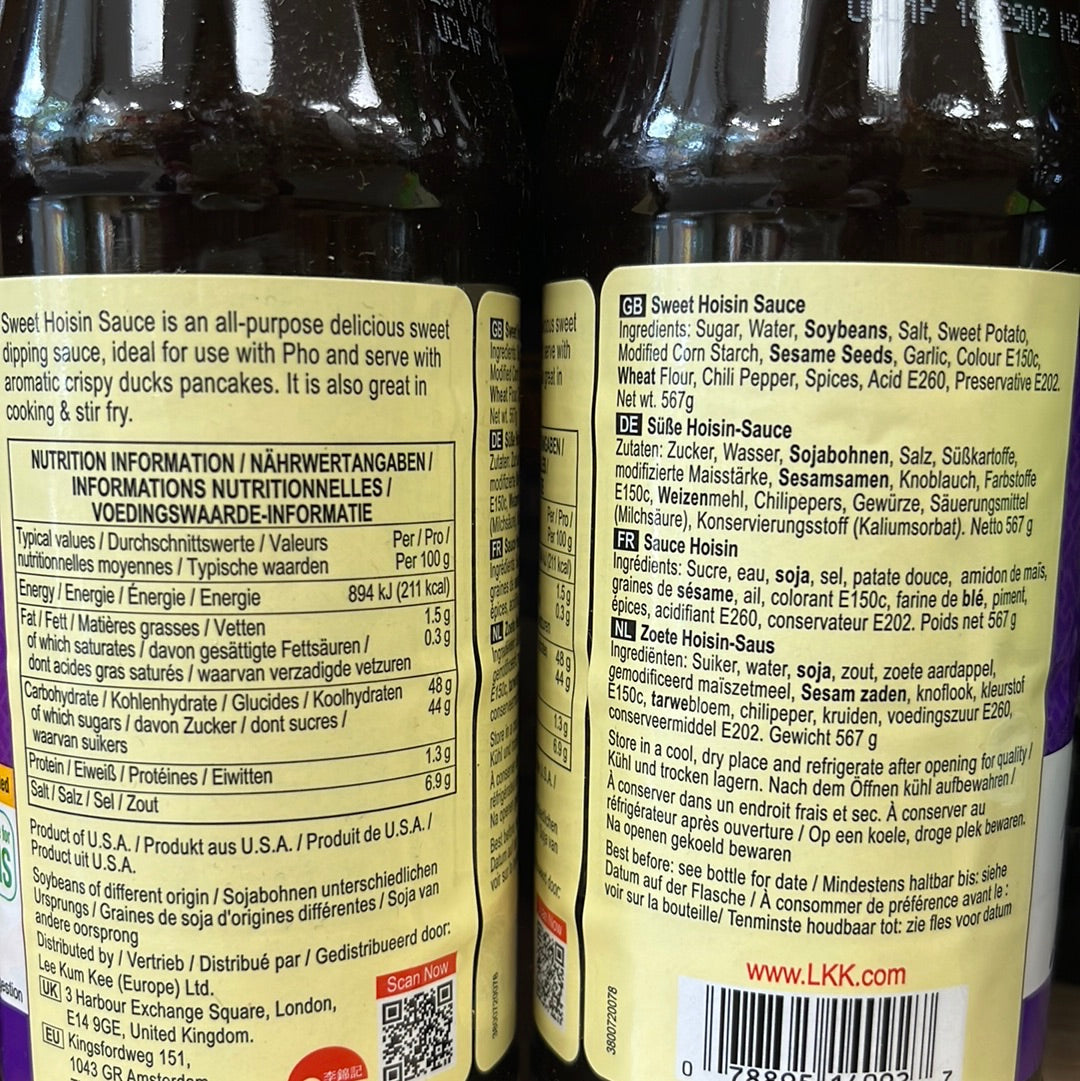 Sweet Hoisin Sauce is an all-purpose delicious sweet
dipping sauce, ideal for use with Pho and serve with
aromatic crispy ducks pancakes. It is also great in
cooking & stir fry.
NUTRITION INFORMATION / NÄHRWERTANGABEN /
INFORMATIONS NUTRITIONNELLES /
VOEDINGSWAARDE-INFORMATIE
Typical values / Durchschnittswerte / Valeurs Per / Pro /
nutritionnelles moyennes / Typische waarden Per 100 g
Energy / Energie / Énergie / Energie 894 kJ (211 kcal)
Fat / Fett / Matières grasses / Vetten 1.5 g
of which saturates / davon gesättigte Fettsäuren / 0.3 g
dont acides gras saturés / waarvan verzadigde vetzuren
Carbohydrate / Kohlenhydrate / Glucides / Koolhydraten 48 g
of which sugars / davon Zucker / dont sucres / 44 g
waarvan suikers
Protein / Eiweiß / Protéines / Eiwitten 1.3 g
Salt / Salz / Sel / Zout 6.9 g
Product of U.S.A. / Produkt aus U.S.A. / Produit de U.S.A. /
Product uit U.S.A.
Soybeans of different origin / Sojabohnen unterschiedlichen
Ursprungs / Graines de soja d'origines différentes / Soja van
andere oorsprong
Distributed by / Vertrieb / Distribué par / Gedistribueerd door:
Lee Kum Kee (Europe) Ltd.
UK 3 Harbour Exchange Square, London,
E14 9GE, United Kingdom.
EU Kingsfordweg 151,
1043 GR Amsterdam
Scan Now
李錦記
GB Sweet Hoisin Sauce
Ingredients: Sugar, Water, Soybeans, Salt, Sweet Potato,
Modified Corn Starch, Sesame Seeds, Garlic, Colour E150c,
Wheat Flour, Chili Pepper, Spices, Acid E260, Preservative E202.
Net wt. 567g
DE Süße Hoisin-Sauce
Zutaten: Zucker, Wasser, Sojabohnen, Salz, Süßkartoffe,
modifizierte Maisstärke, Sesamsamen, Knoblauch, Farbstoffe
E150c, Weizenmehl, Chilipepers, Gewürze, Säuerungsmittel
(Milchsäure), Konservierungsstoff (Kaliumsorbat). Netto 567 g
FR Sauce Hoisin
Ingrédients: Sucre, eau, soja, sel, patate douce, amidon de maïs,
graines de sésame, ail, colorant E150c, farine de blé, piment,
épices, acidifiant E260, conservateur E202. Poids net 567 g
NL Zoete Hoisin-Saus
Ingrediënten: Suiker, water, soja, zout, zoete aardappel,
gemodificeerd maïszetmeel, Sesam zaden, knoflook, kleurstof
E150c, tarwebloem, chilipeper, kruiden, voedingszuur E260,
conserveermiddel E202. Gewicht 567 g
Store in a cool, dry place and refrigerate after opening for quality /
Kühl und trocken lagern. Nach dem Öffnen kühl aufbewahren /
À conserver dans un endroit frais et sec. À conserver au
réfrigérateur après ouverture / Op een koele, droge plek bewaren.
Na openen gekoeld bewaren
Best before: see bottle for date / Mindestens haltbar bis: siehe
Datum auf der Flasche / À consommer de préférence avant le :
voir sur la bouteille/ Tenminste houdbaar tot: zie fles voor datum
www.LKK.com
3800720078